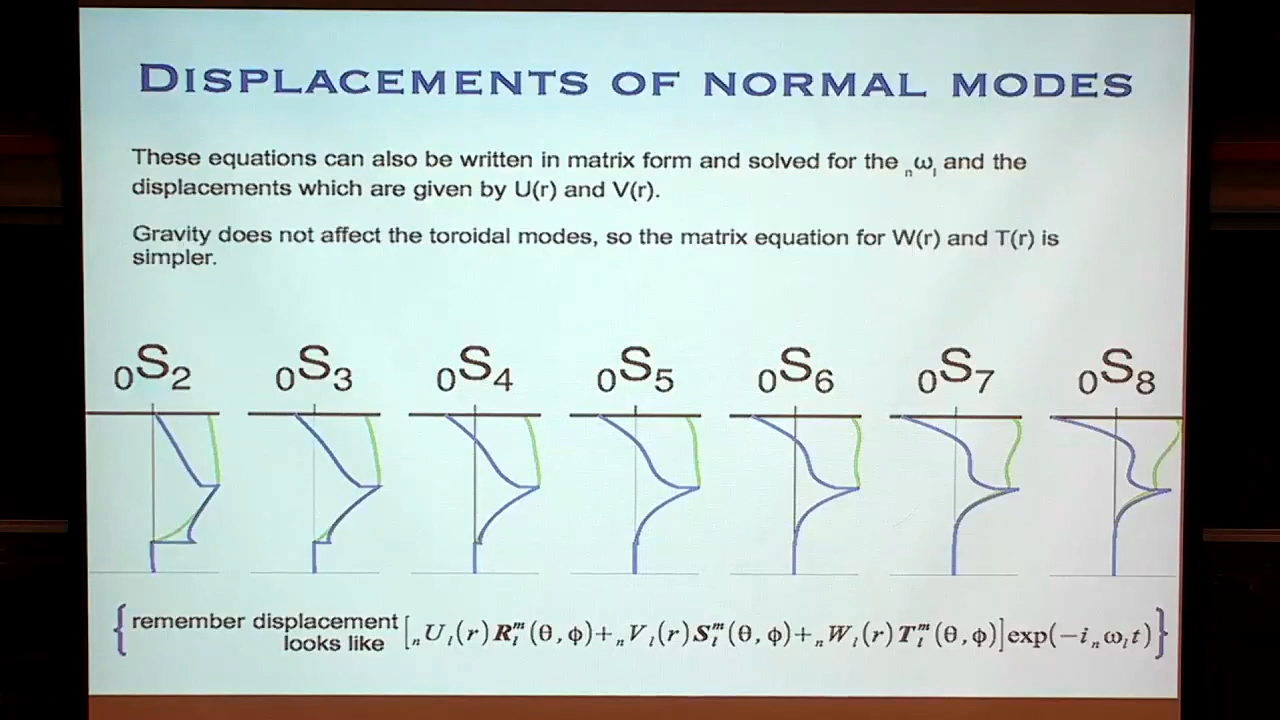 DISPLACEMENTS OF NORMAL MODES
These equations can also be written in matrix form and solved for the ₙωₗ and the
displacements which are given by U(r) and V(r).
Gravity does not affect the toroidal modes, so the matrix equation for W(r) and T(r) is
simpler.
₀S₂ ₀S₃ ₀S₄ ₀S₅ ₀S₆ ₀S₇ ₀S₈
{ remember displacement
looks like [ₙUₗ(r)Rₗᵐ(θ,ϕ)+ₙVₗ(r)Sₗᵐ(θ,ϕ)+ₙWₗ(r)Tₗᵐ(θ,ϕ)]exp(−iₙωₗt)}